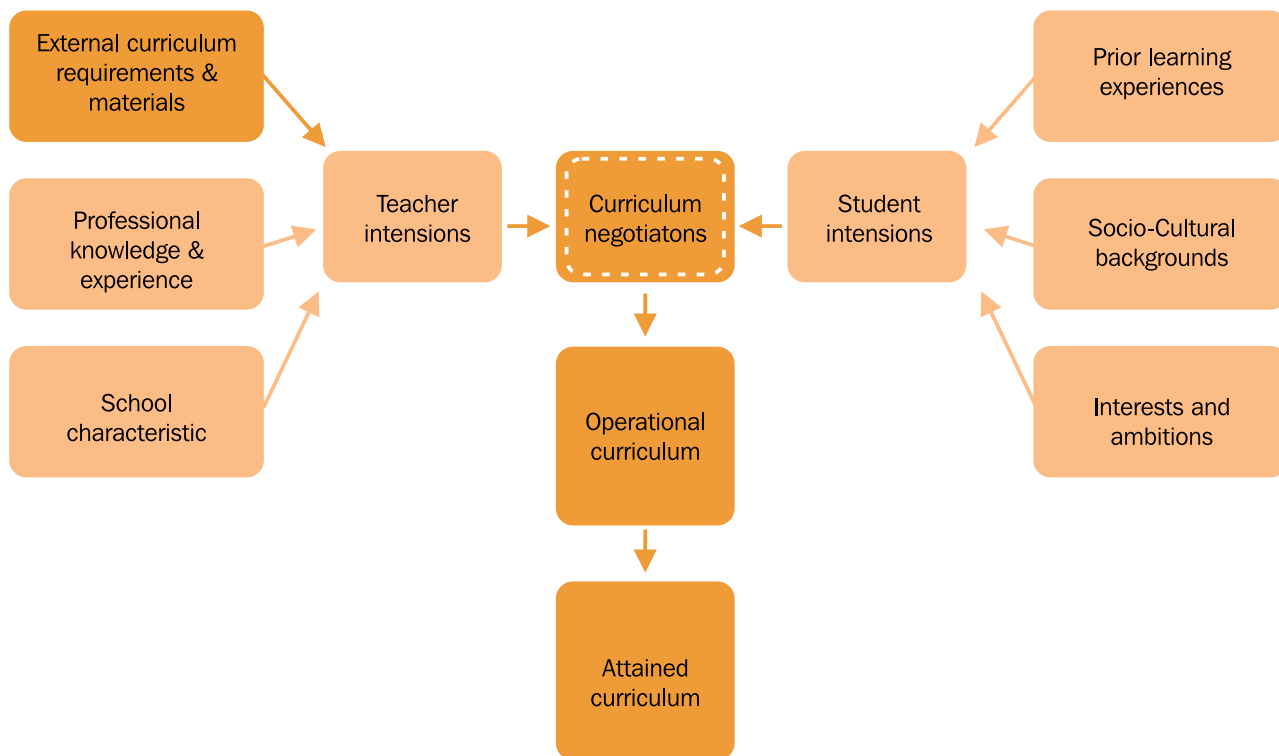 External curriculum
requirements &
materials
Professional
knowledge &
experience
School
characteristic
Teacher
intensions
Curriculum
negotiatons
Student
intensions
Prior learning
experiences
Socio-Cultural
backgrounds
Interests and
ambitions
Operational
curriculum
Attained
curriculum